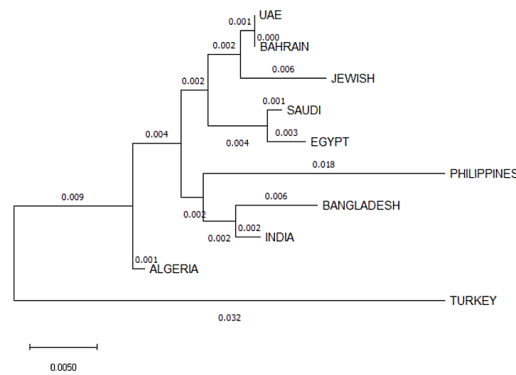 UAE
0.001
0.000
BAHRAIN
0.002
0.006
JEWISH
0.002
0.001
SAUDI
0.003
EGYPT
0.004
0.004
0.018
PHILIPPINES
0.009
0.006
BANGLADESH
0.002
0.002
INDIA
0.002
0.001
ALGERIA
TURKEY
0.032
0.0050